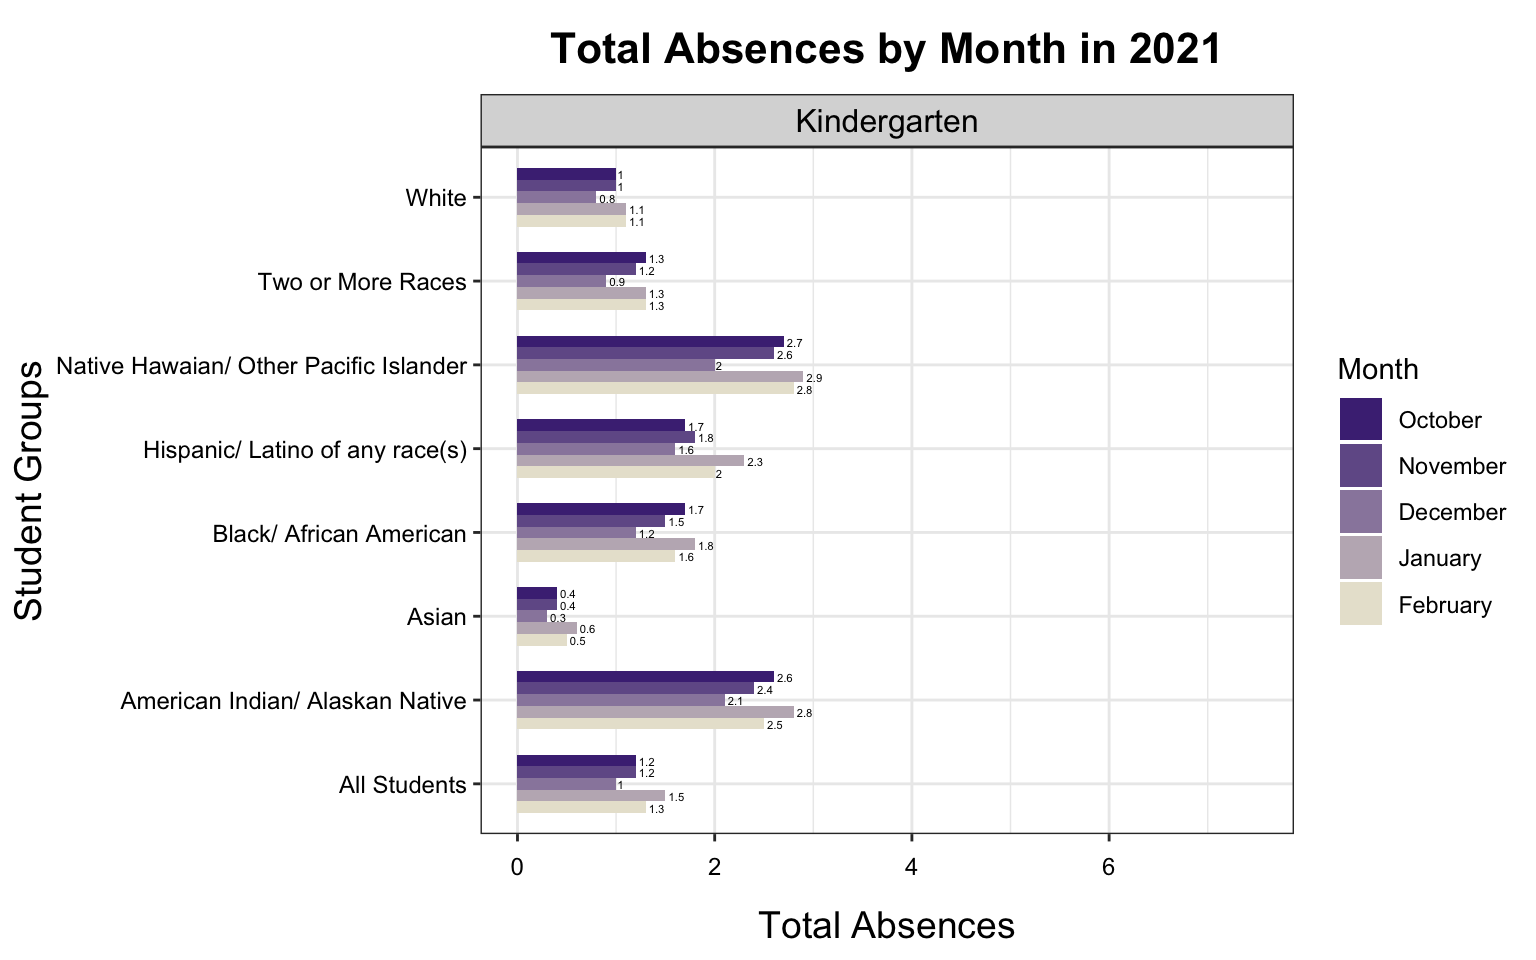 Total Absences by Month in 2021
Kindergarten
Student Groups
White
1
1
0.8
1.1
1.1
Two or More Races
1.3
1.2
0.9
1.3
1.3
Native Hawaian/ Other Pacific Islander
2.7
2.6
2
2.9
2.8
Hispanic/ Latino of any race(s)
1.7
1.8
1.6
2.3
2
Black/ African American
1.7
1.5
1.2
1.8
1.6
Asian
0.4
0.4
0.3
0.6
0.5
American Indian/ Alaskan Native
2.6
2.4
2.1
2.8
2.5
All Students
1.2
1.2
1
1.5
1.3
0 2 4 6
Total Absences
Month
October
November
December
January
February